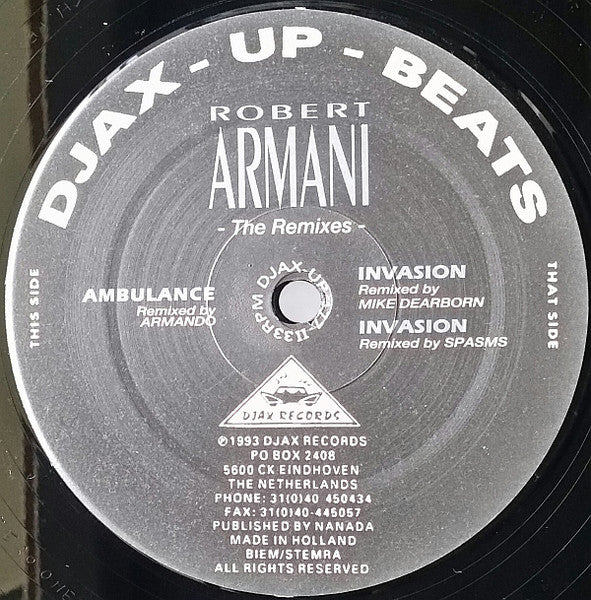 DJAX - UP - BEATS
ROBERT
ARMANI
- The Remixes -
THIS SIDE
AMBULANCE
Remixed by
ARMANDO
33RPM DJAX-UP
INVASION
Remixed by
MIKE DEARBORN
INVASION
Remixed by SPASMS
THAT SIDE
DJAX RECORDS
℗1993 DJAX RECORDS
PO BOX 2408
5600 CK EINDHOVEN
THE NETHERLANDS
PHONE: 31(0)40 450434
FAX: 31(0)40-445057
PUBLISHED BY NANADA
MADE IN HOLLAND
BIEM/STEMRA
ALL RIGHTS RESERVED